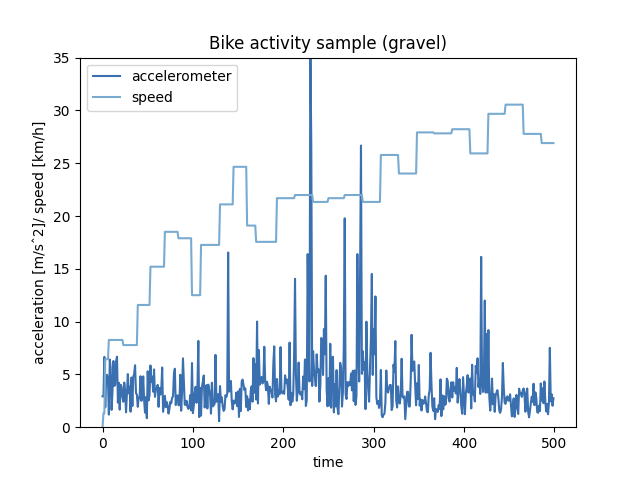 Bike activity sample (gravel)
accelerometer
speed
acceleration [m/s^2]/ speed [km/h]
35
30
25
20
15
10
5
0
0 100 200 300 400 500
time